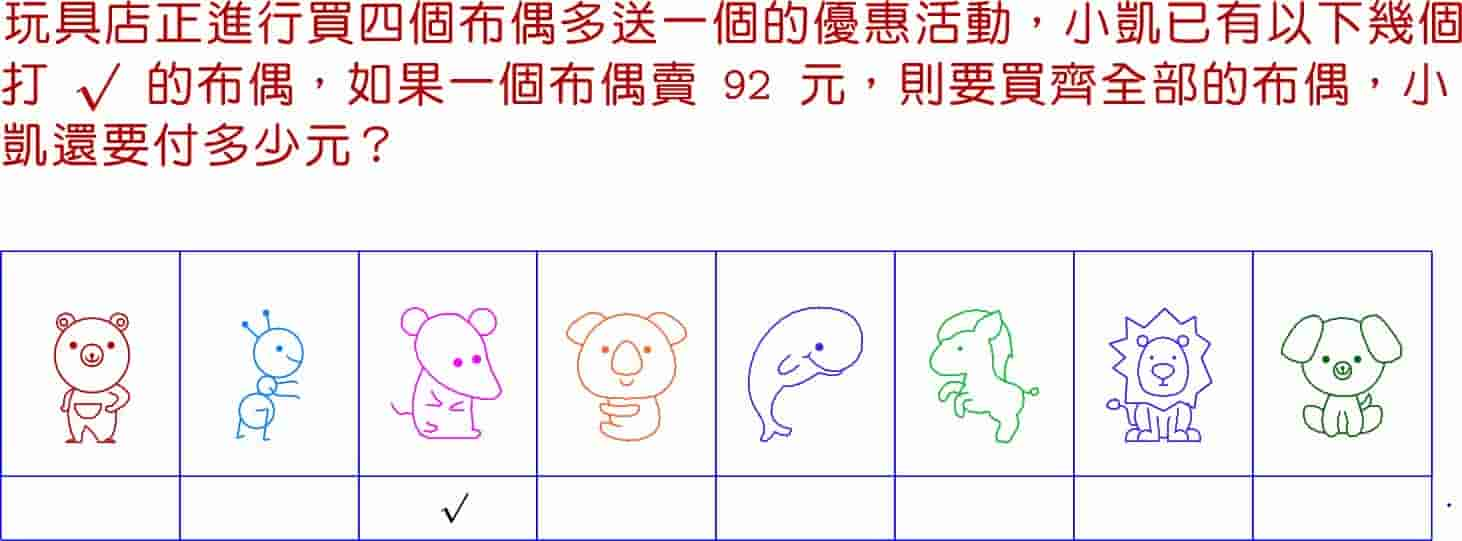 玩具店正進行買四個布偶多送一個的優惠活動，小凱已有以下幾個
打 √ 的布偶，如果一個布偶賣 92 元，則要買齊全部的布偶，小
凱還要付多少元？
√
.